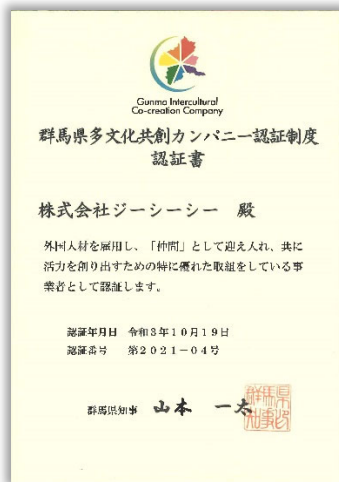 Gunma Intercultural
Co-creation Company
群馬県多文化共創カンパニー認証制度
認証書
株式会社ジーシーシー 殿
外国人材を雇用し、「仲間」として迎え入れ、共に
活力を創り出すための特に優れた取組をしている事
業者として認証します。
認証年月日 令和3年10月19日
認証番号 第2021-04号
群馬県知事 山本 一太
群馬県知事印